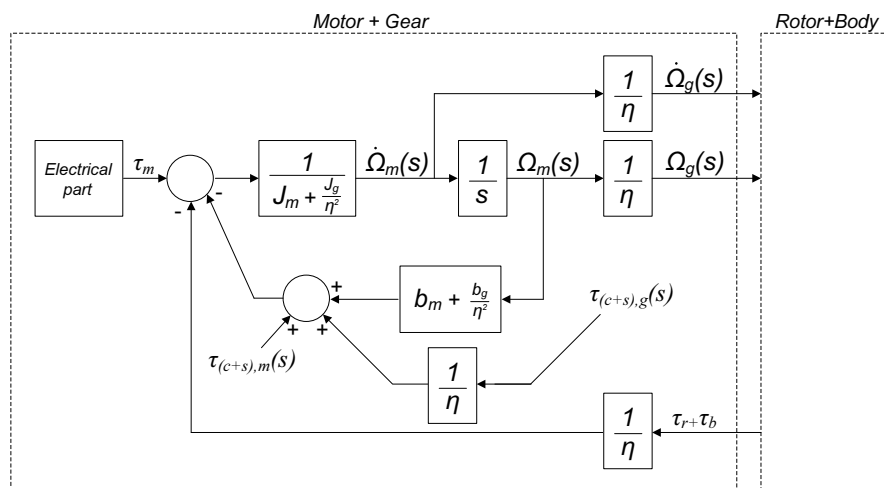 Motor + Gear
Rotor+Body
1
η
Ω̇g(s)
Electrical
part
τm
-
-
1
Jm + Jg
η²
Ω̇m(s)
1
s
Ωm(s)
1
η
Ωg(s)
+
+
+
bm + bg
η²
τ(c+s),g(s)
τ(c+s),m(s)
1
η
1
η
τr+τb